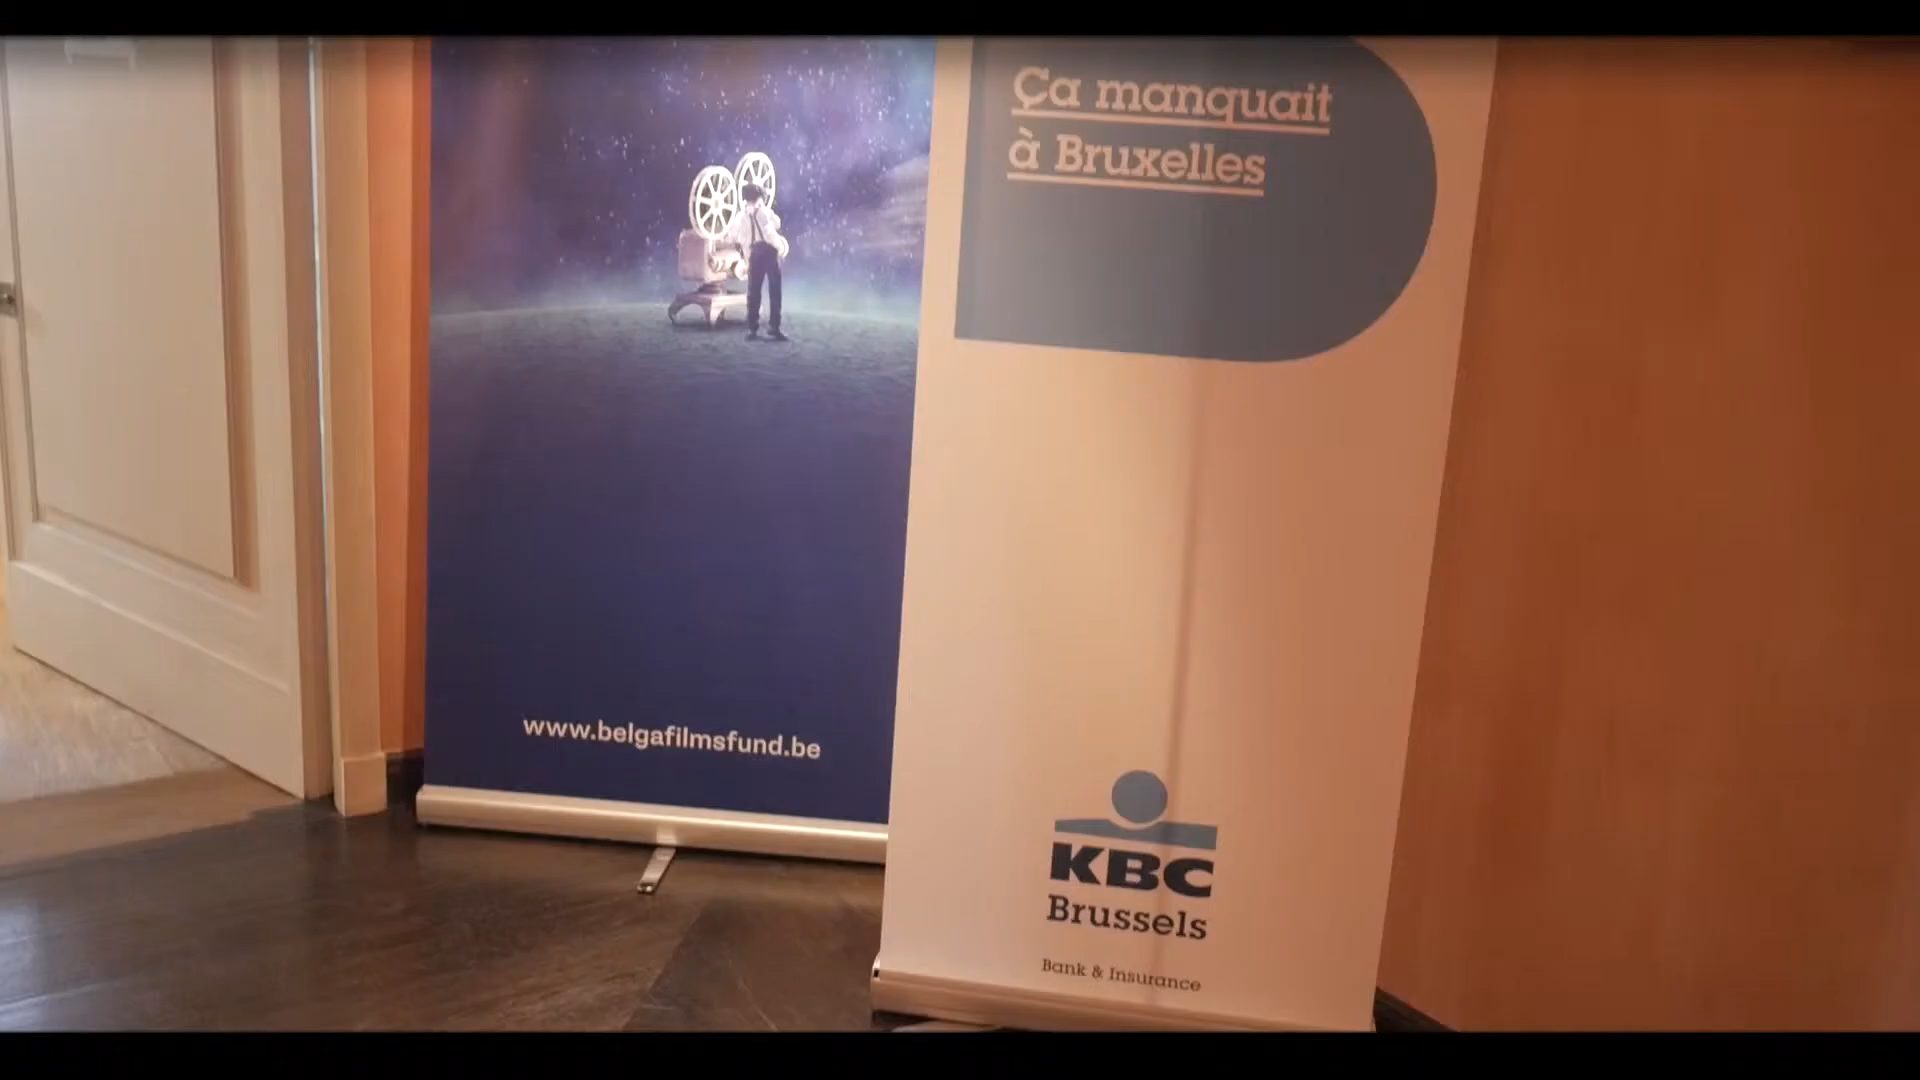 www.belgafilmsfund.be
Ça manquait
à Bruxelles
KBC
Brussels
Bank & Insurance